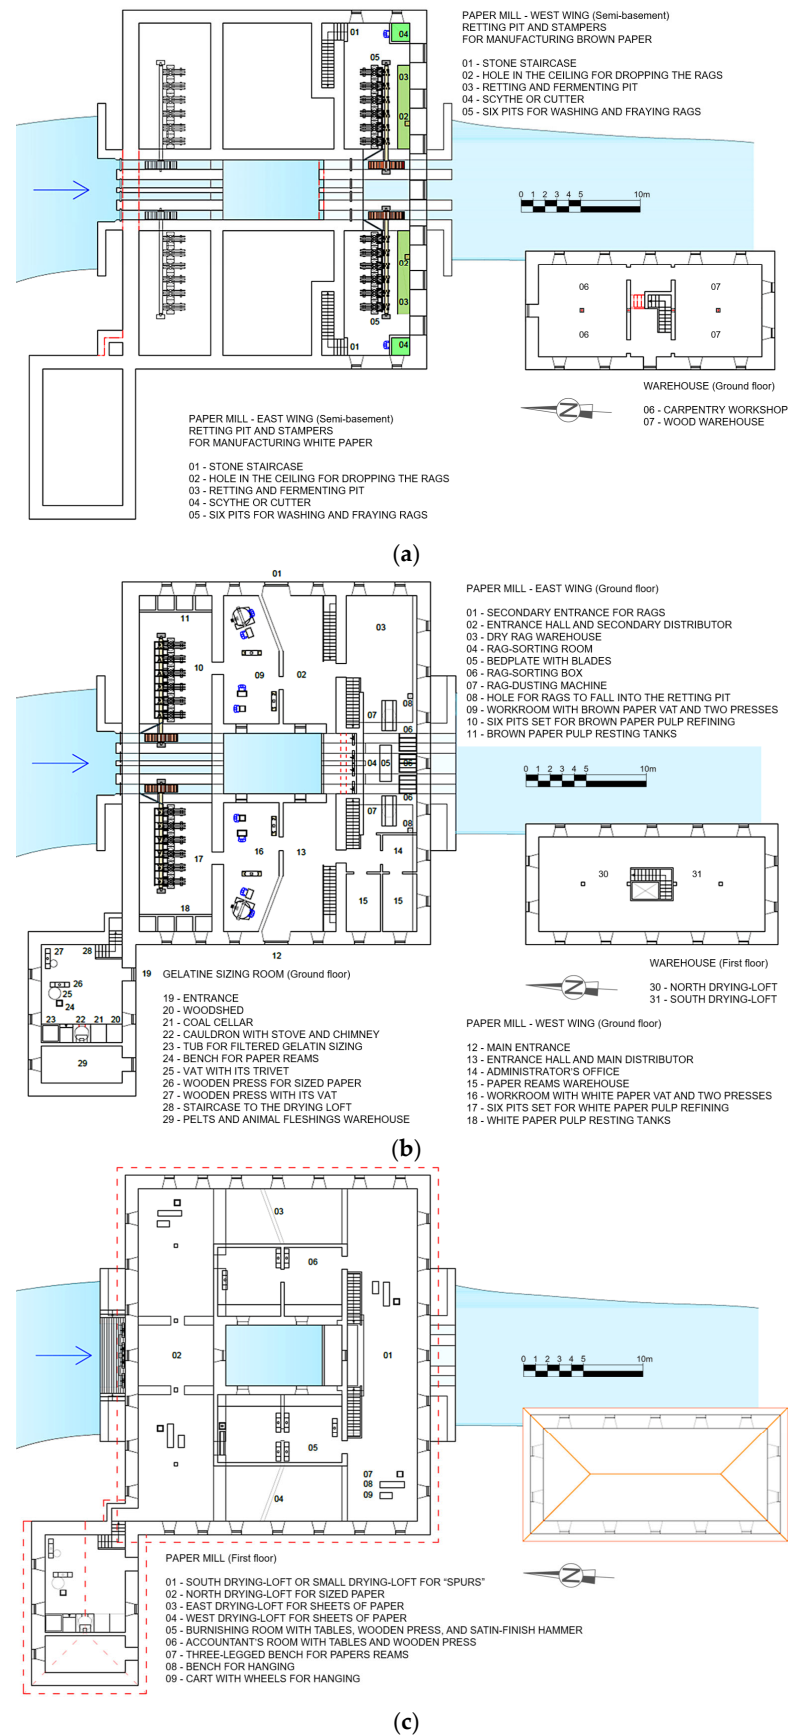 PAPER MILL - WEST WING (Semi-basement)
RETTING PIT AND STAMPERS
FOR MANUFACTURING BROWN PAPER
01 - STONE STAIRCASE
02 - HOLE IN THE CEILING FOR DROPPING THE RAGS
03 - RETTING AND FERMENTING PIT
04 - SCYTHE OR CUTTER
05 - SIX PITS FOR WASHING AND FRAYING RAGS
01
04
05
03
02
0 1 2 3 4 5 10m
02
03
05
01
04
06
07
06
07
N
WAREHOUSE (Ground floor)
06 - CARPENTRY WORKSHOP
07 - WOOD WAREHOUSE
PAPER MILL - EAST WING (Semi-basement)
RETTING PIT AND STAMPERS
FOR MANUFACTURING WHITE PAPER
01 - STONE STAIRCASE
02 - HOLE IN THE CEILING FOR DROPPING THE RAGS
03 - RETTING AND FERMENTING PIT
04 - SCYTHE OR CUTTER
05 - SIX PITS FOR WASHING AND FRAYING RAGS
(a)
01
PAPER MILL - EAST WING (Ground floor)
01 - SECONDARY ENTRANCE FOR RAGS
02 - ENTRANCE HALL AND SECONDARY DISTRIBUTOR
03 - DRY RAG WAREHOUSE
04 - RAG-SORTING ROOM
05 - BEDPLATE WITH BLADES
06 - RAG-SORTING BOX
07 - RAG-DUSTING MACHINE
08 - HOLE FOR RAGS TO FALL INTO THE RETTING PIT
09 - WORKROOM WITH BROWN PAPER VAT AND TWO PRESSES
10 - SIX PITS SET FOR BROWN PAPER PULP REFINING
11 - BROWN PAPER PULP RESTING TANKS
11
03
10
09
02
08
07
06
04
05
06
06
07
08
0 1 2 3 4 5 10m
17
16
13
14
15
15
18
12
30
31
WAREHOUSE (First floor)
30 - NORTH DRYING-LOFT
31 - SOUTH DRYING-LOFT
N
27
28
26
25
24
23
22
21
20
29
19
GELATINE SIZING ROOM (Ground floor)
19 - ENTRANCE
20 - WOODSHED
21 - COAL CELLAR
22 - CAULDRON WITH STOVE AND CHIMNEY
23 - TUB FOR FILTERED GELATIN SIZING
24 - BENCH FOR PAPER REAMS
25 - VAT WITH ITS TRIVET
26 - WOODEN PRESS FOR SIZED PAPER
27 - WOODEN PRESS WITH ITS VAT
28 - STAIRCASE TO THE DRYING LOFT
29 - PELTS AND ANIMAL FLESHINGS WAREHOUSE
PAPER MILL - WEST WING (Ground floor)
12 - MAIN ENTRANCE
13 - ENTRANCE HALL AND MAIN DISTRIBUTOR
14 - ADMINISTRATOR'S OFFICE
15 - PAPER REAMS WAREHOUSE
16 - WORKROOM WITH WHITE PAPER VAT AND TWO PRESSES
17 - SIX PITS SET FOR WHITE PAPER PULP REFINING
18 - WHITE PAPER PULP RESTING TANKS
(b)
03
06
02
01
0 1 2 3 4 5 10m
05
07
08
09
04
N
PAPER MILL (First floor)
01 - SOUTH DRYING-LOFT OR SMALL DRYING-LOFT FOR "SPURS"
02 - NORTH DRYING-LOFT FOR SIZED PAPER
03 - EAST DRYING-LOFT FOR SHEETS OF PAPER
04 - WEST DRYING-LOFT FOR SHEETS OF PAPER
05 - BURNISHING ROOM WITH TABLES, WOODEN PRESS, AND SATIN-FINISH HAMMER
06 - ACCOUNTANT'S ROOM WITH TABLES AND WOODEN PRESS
07 - THREE-LEGGED BENCH FOR PAPERS REAMS
08 - BENCH FOR HANGING
09 - CART WITH WHEELS FOR HANGING
(c)